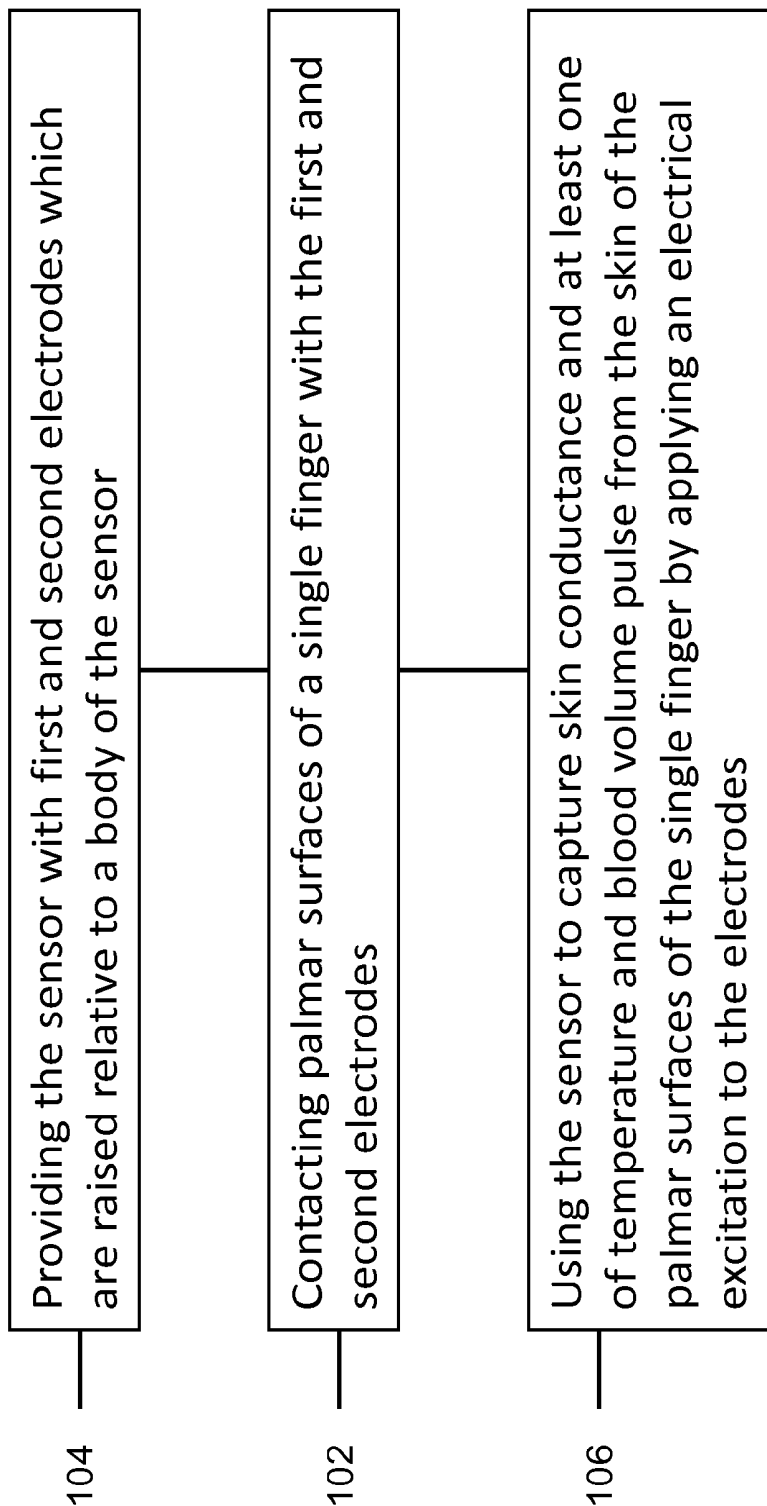 104
Providing the sensor with first and second electrodes which
are raised relative to a body of the sensor
102
Contacting palmar surfaces of a single finger with the first and
second electrodes
106
Using the sensor to capture skin conductance and at least one
of temperature and blood volume pulse from the skin of the
palmar surfaces of the single finger by applying an electrical
excitation to the electrodes